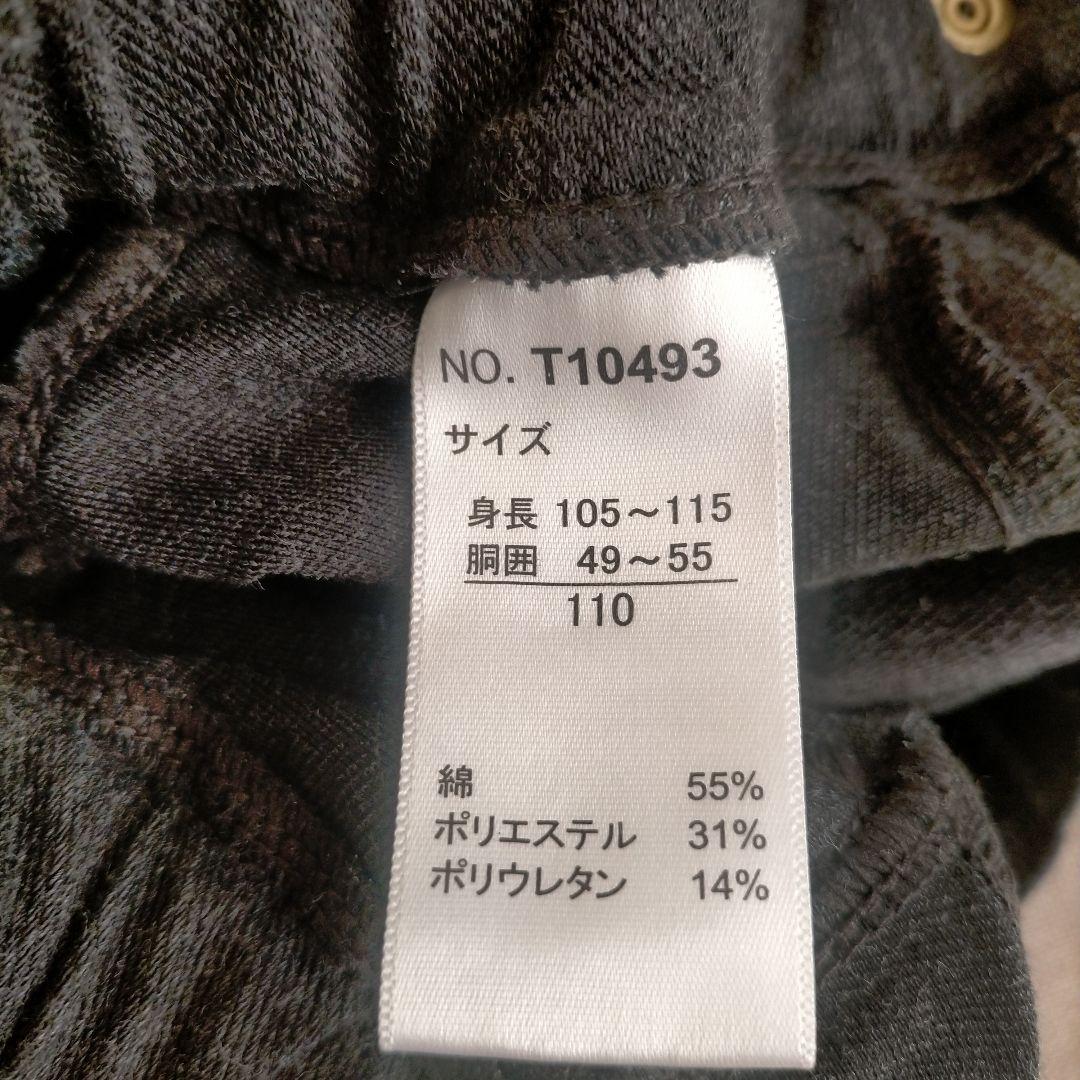 NO. T10493
サイズ
身長 105～115
胴囲 49～55
110
綿 55%
ポリエステル 31%
ポリウレタン 14%